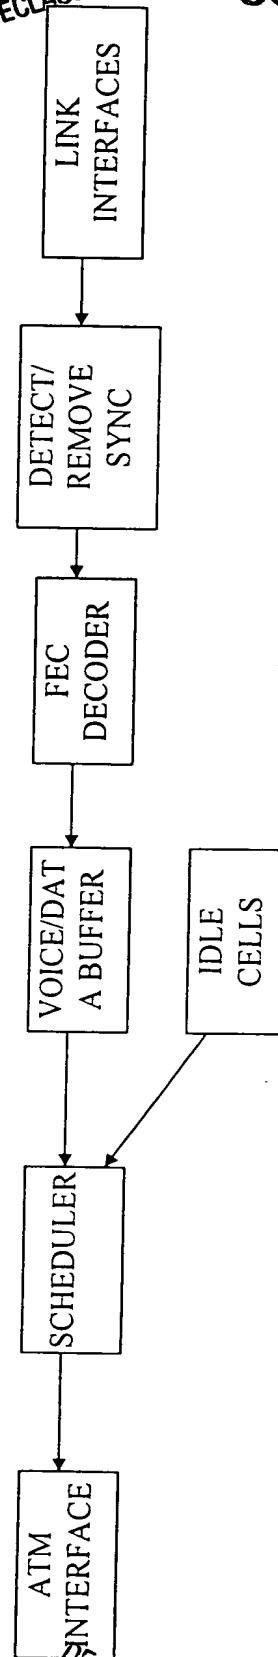 LINK
INTERFACES
DETECT/
REMOVE
SYNC
FEC
DECODER
VOICE/DAT
A BUFFER
IDLE
CELLS
SCHEDULER
ATM
INTERFACE